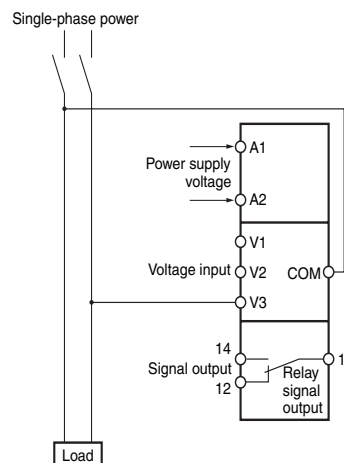 Single-phase power
A1
Power supply
voltage
A2
V1
Voltage input
V2
COM
V3
14
Signal output
12
Relay
signal
output
Load